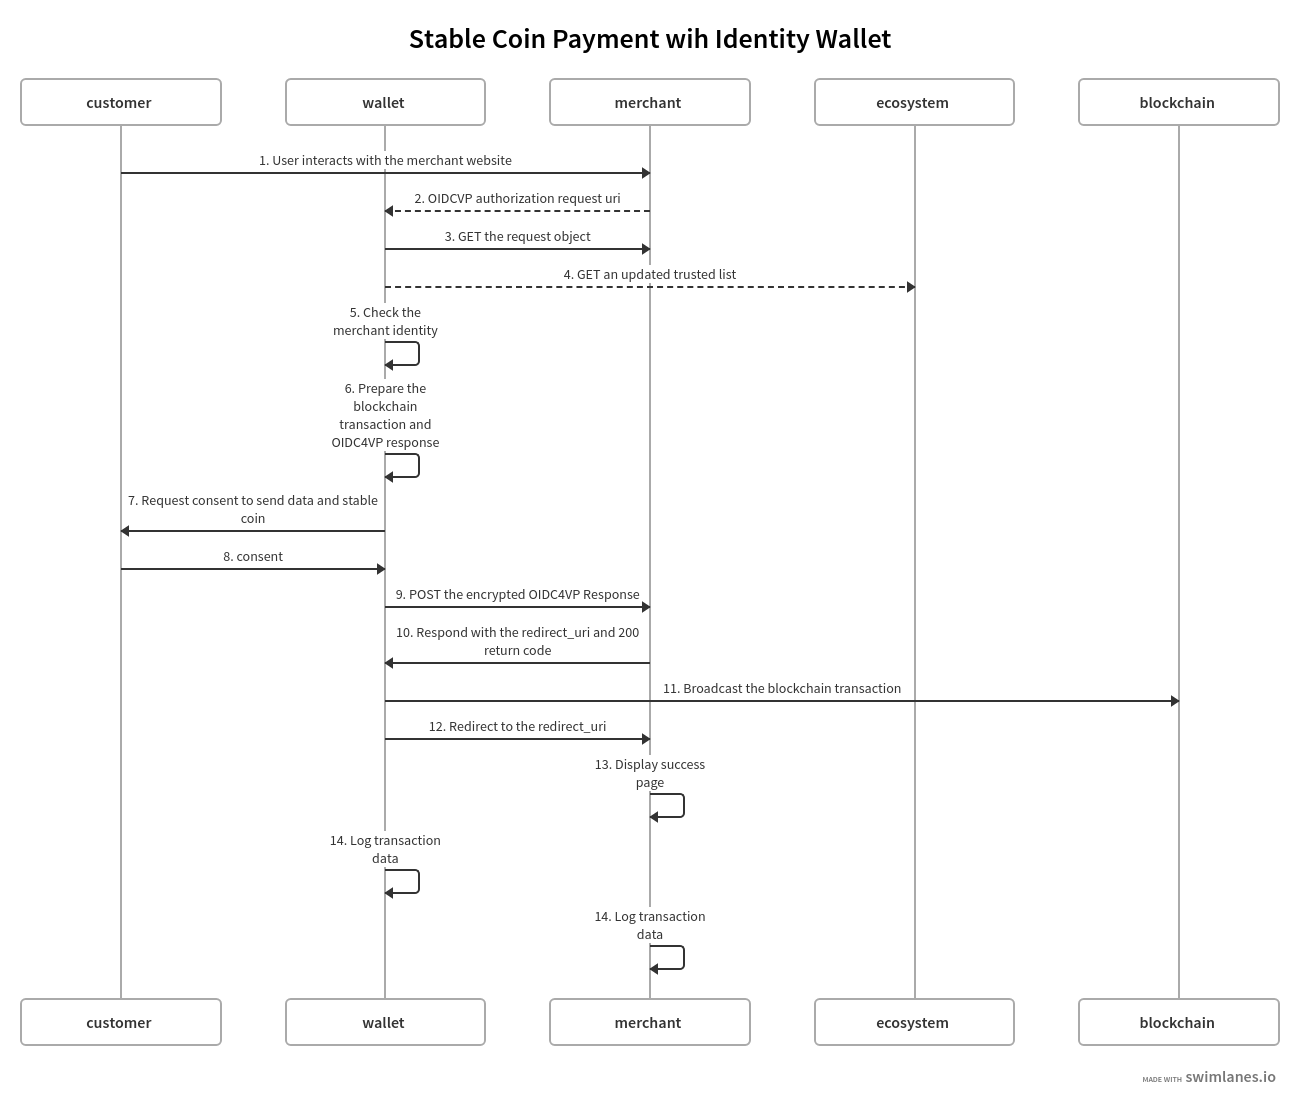 Stable Coin Payment wih Identity Wallet
customer
wallet
merchant
ecosystem
blockchain
1. User interacts with the merchant website
2. OIDCVP authorization request uri
3. GET the request object
4. GET an updated trusted list
5. Check the
merchant identity
6. Prepare the
blockchain
transaction and
OIDC4VP response
7. Request consent to send data and stable
coin
8. consent
9. POST the encrypted OIDC4VP Response
10. Respond with the redirect_uri and 200
return code
11. Broadcast the blockchain transaction
12. Redirect to the redirect_uri
13. Display success
page
14. Log transaction
data
14. Log transaction
data
customer
wallet
merchant
ecosystem
blockchain
MADE WITH swimlanes.io